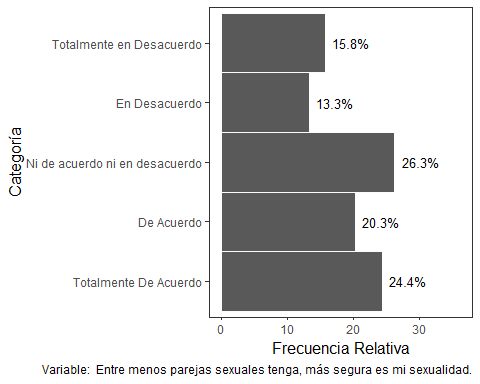 Categoría
Totalmente en Desacuerdo
15.8%
En Desacuerdo
13.3%
Ni de acuerdo ni en desacuerdo
26.3%
De Acuerdo
20.3%
Totalmente De Acuerdo
24.4%
0 10 20 30
Frecuencia Relativa
Variable: Entre menos parejas sexuales tenga, más segura es mi sexualidad.